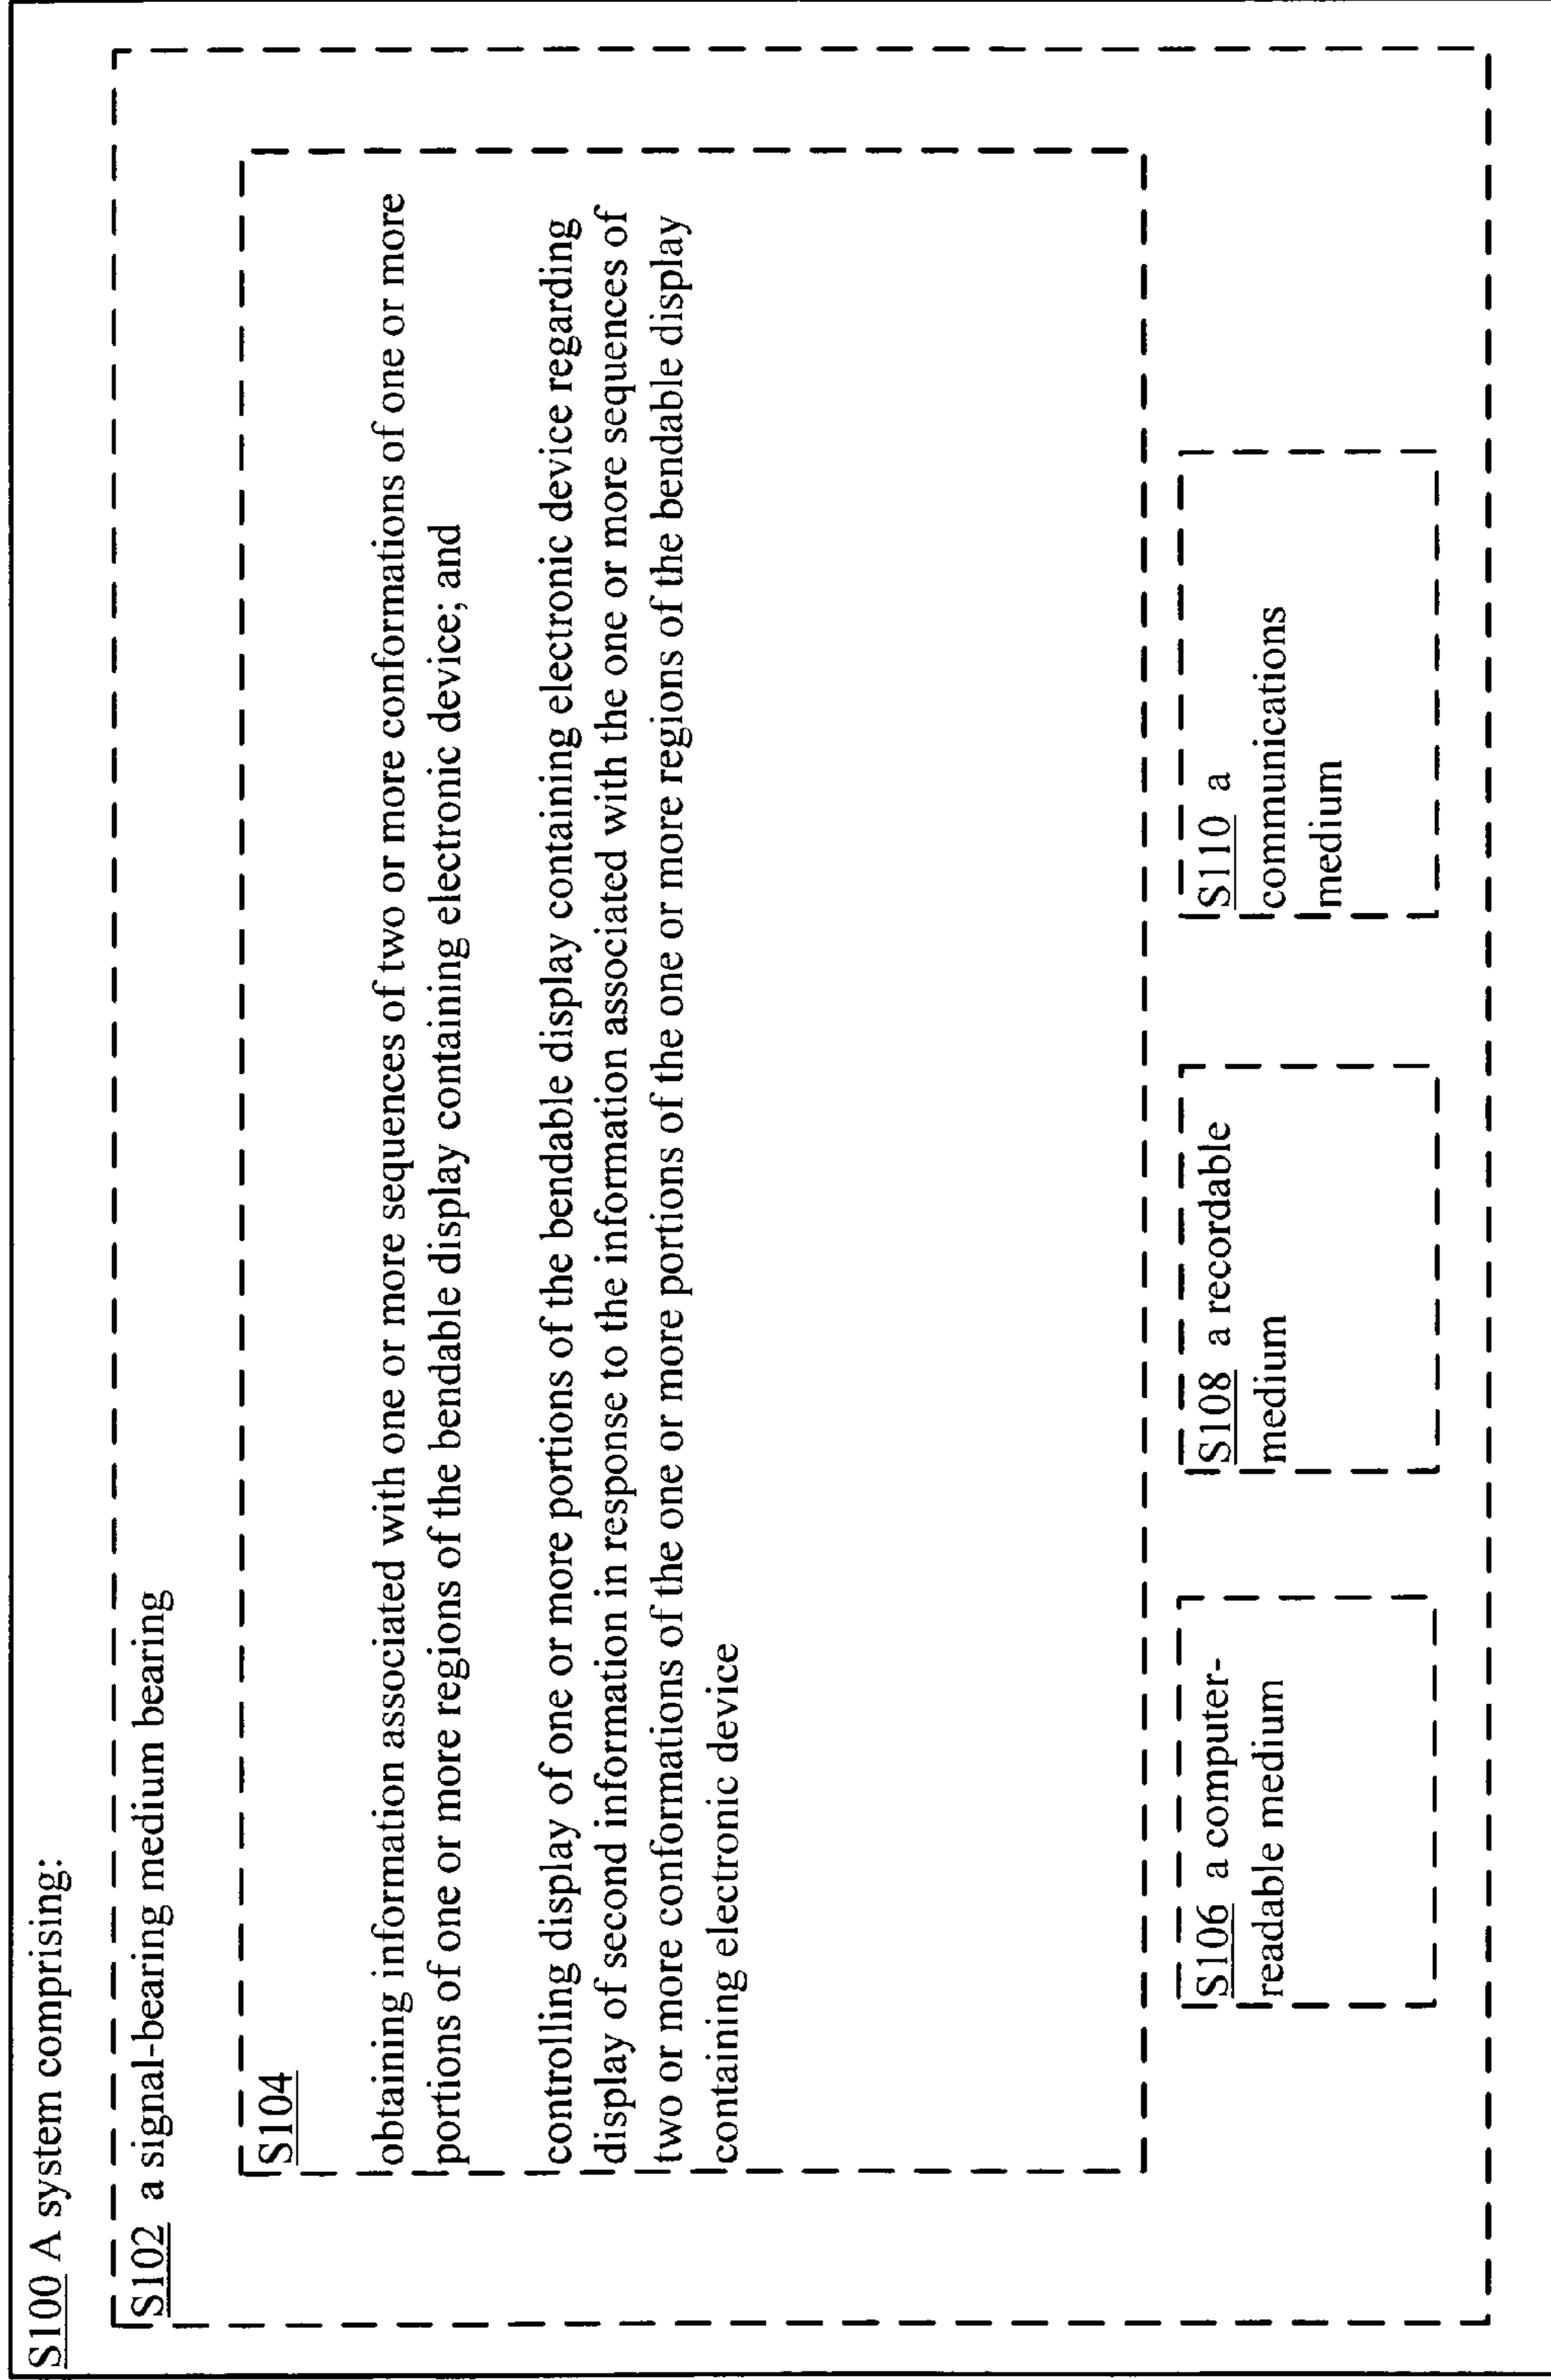 S100 A system comprising:
S102 a signal-bearing medium bearing
S104
obtaining information associated with one or more sequences of two or more conformations of one or more
portions of one or more regions of the bendable display containing electronic device; and
controlling display of one or more portions of the bendable display containing electronic device regarding
display of second information in response to the information associated with the one or more sequences of
two or more conformations of the one or more portions of the one or more regions of the bendable display
containing electronic device
S106 a computer-
readable medium
S108 a recordable
medium
S110 a
communications
medium